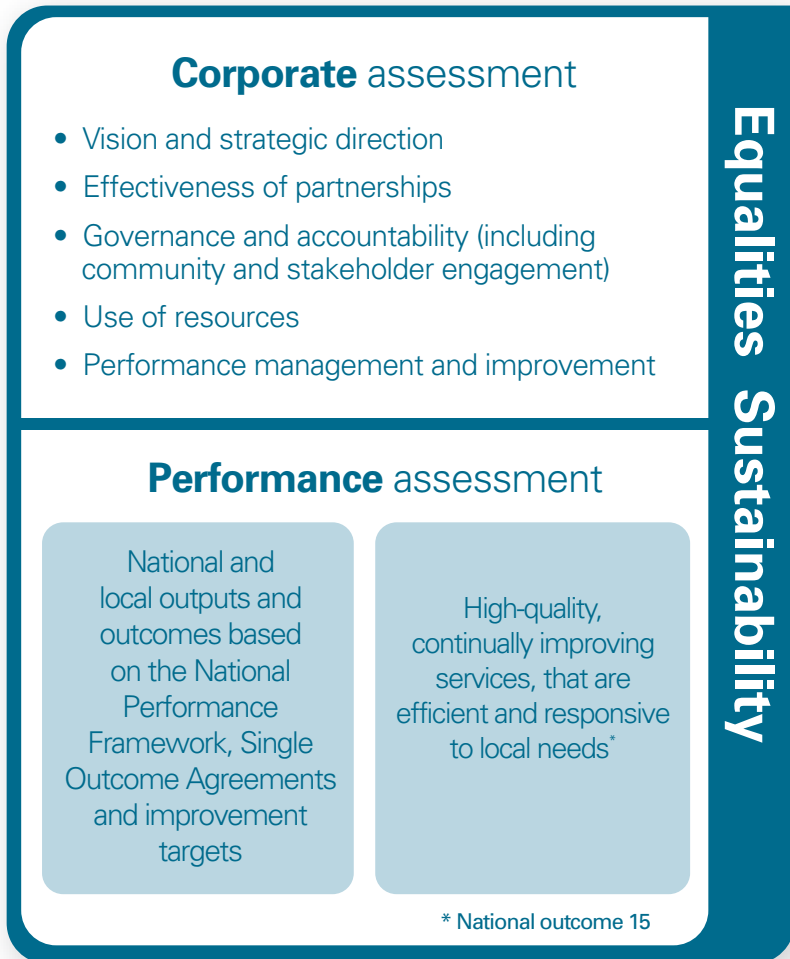 Corporate assessment
• Vision and strategic direction
• Effectiveness of partnerships
• Governance and accountability (including
community and stakeholder engagement)
• Use of resources
• Performance management and improvement
Performance assessment
National and
local outputs and
outcomes based
on the National
Performance
Framework, Single
Outcome Agreements
and improvement
targets
High-quality,
continually improving
services, that are
efficient and responsive
to local needs*
* National outcome 15
Equalities Sustainability